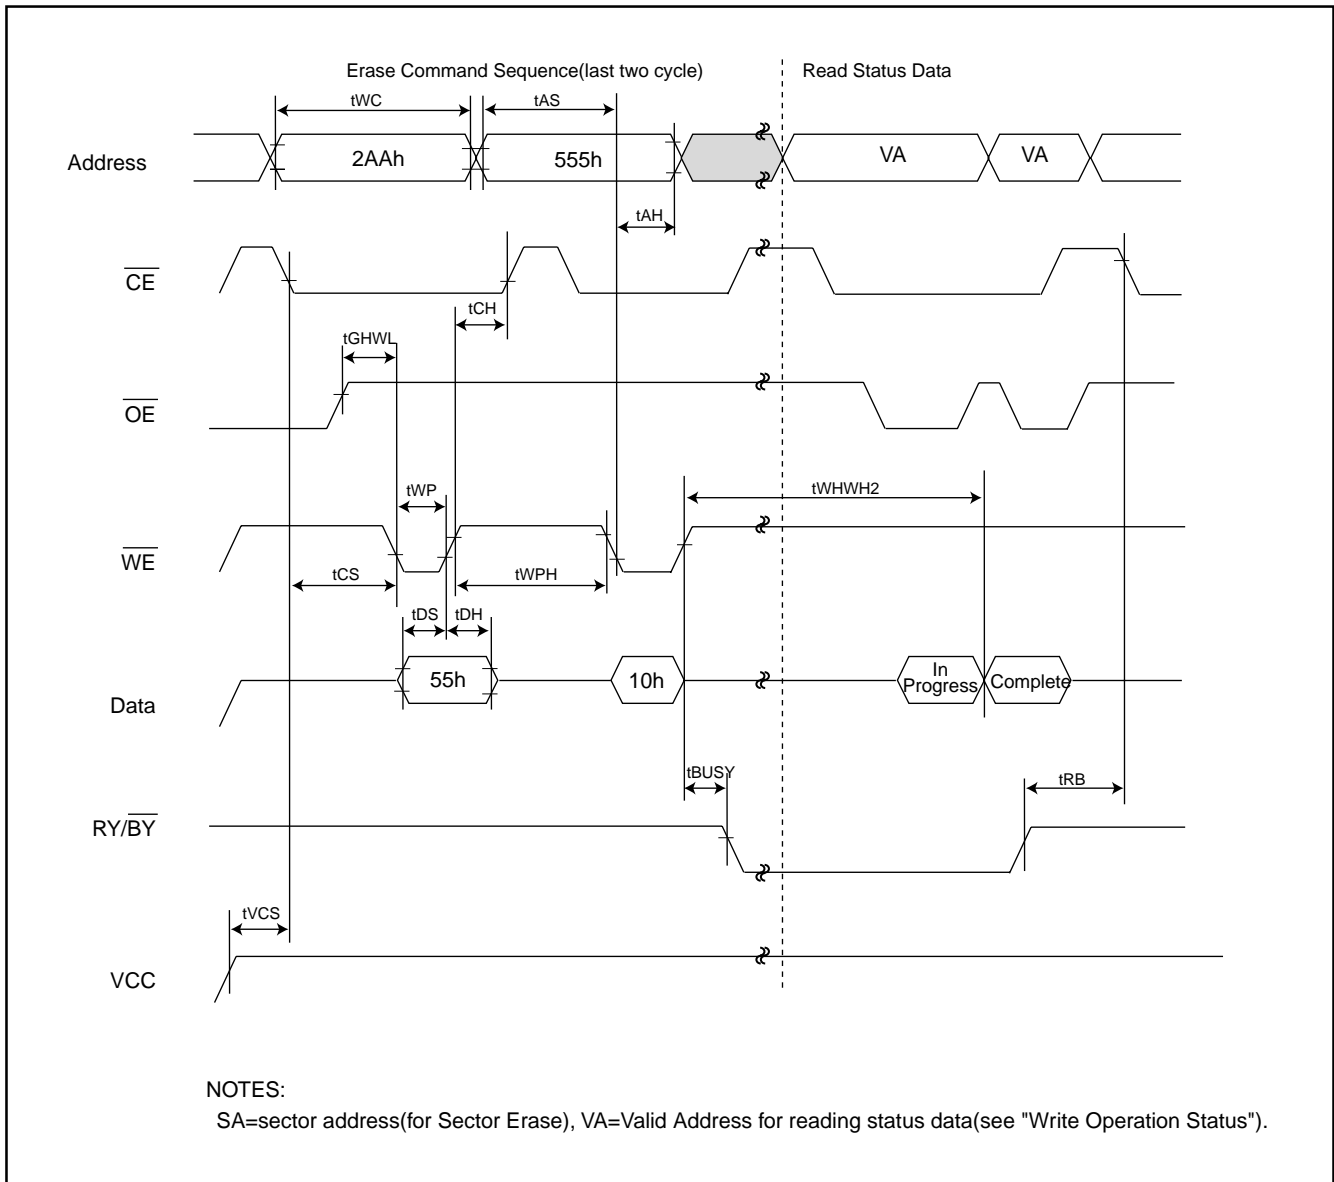 Erase Command Sequence(last two cycle)
Read Status Data
tWC
tAS
Address
2AAh
555h
VA
VA
tAH
CE
tCH
tGHWL
OE
tWP
tWHWH2
WE
tCS
tWPH
tDS
tDH
Data
55h
10h
In
Progress
Complete
tBUSY
tRB
RY/BY
tVCS
VCC
NOTES:
SA=sector address(for Sector Erase), VA=Valid Address for reading status data(see "Write Operation Status").